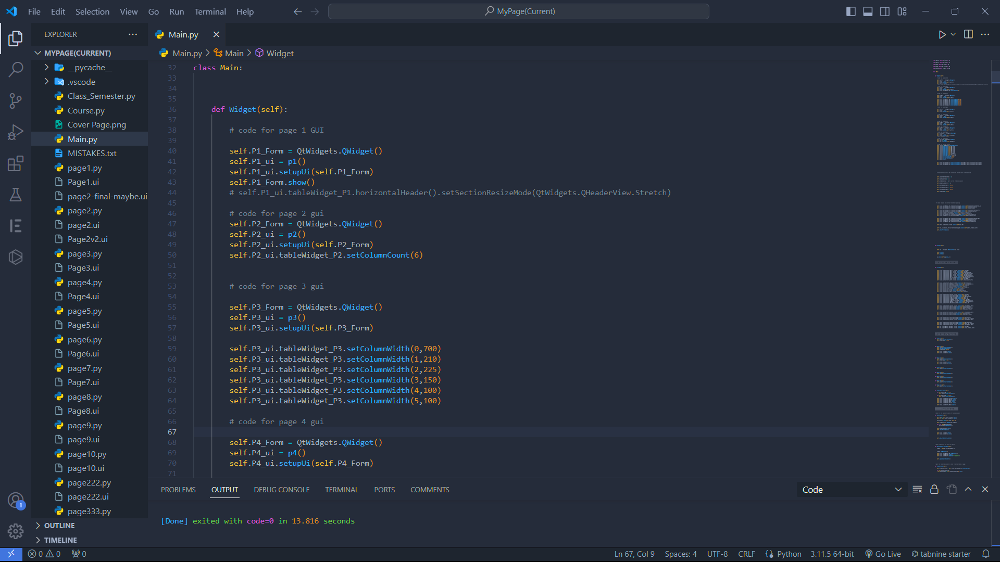 File Edit Selection View Go Run Terminal Help
MyPage(Current)
EXPLORER
Main.py
MYPAGE(CURRENT)
__pycache__
.vscode
Class_Semester.py
Course.py
Cover Page.png
Main.py
MISTAKES.txt
page1.py
Page1.ui
page2-final-maybe.ui
page2.py
page2.ui
Page2v2.ui
page3.py
Page3.ui
page4.py
Page4.ui
page5.py
Page5.ui
page6.py
Page6.ui
page7.py
Page7.ui
page8.py
Page8.ui
page9.py
page9.ui
page10.py
page10.ui
page222.py
page222.ui
page333.py
OUTLINE
TIMELINE
Main.py > Main > Widget
32 class Main:
33
34
35
36 def Widget(self):
37
38 # code for page 1 GUI
39
40 self.P1_Form = QtWidgets.QWidget()
41 self.P1_ui = p1()
42 self.P1_ui.setupUi(self.P1_Form)
43 self.P1_Form.show()
44 # self.P1_ui.tableWidget_P1.horizontalHeader().setSectionResizeMode(QtWidgets.QHeaderView.Stretch)
45
46 # code for page 2 gui
47 self.P2_Form = QtWidgets.QWidget()
48 self.P2_ui = p2()
49 self.P2_ui.setupUi(self.P2_Form)
50 self.P2_ui.tableWidget_P2.setColumnCount(6)
51
52
53 # code for page 3 gui
54
55 self.P3_Form = QtWidgets.QWidget()
56 self.P3_ui = p3()
57 self.P3_ui.setupUi(self.P3_Form)
58
59 self.P3_ui.tableWidget_P3.setColumnWidth(0,700)
60 self.P3_ui.tableWidget_P3.setColumnWidth(1,210)
61 self.P3_ui.tableWidget_P3.setColumnWidth(2,225)
62 self.P3_ui.tableWidget_P3.setColumnWidth(3,150)
63 self.P3_ui.tableWidget_P3.setColumnWidth(4,100)
64 self.P3_ui.tableWidget_P3.setColumnWidth(5,100)
65
66 # code for page 4 gui
67
68 self.P4_Form = QtWidgets.QWidget()
69 self.P4_ui = p4()
70 self.P4_ui.setupUi(self.P4_Form)
71
PROBLEMS OUTPUT DEBUG CONSOLE TERMINAL PORTS COMMENTS
Code
[Done] exited with code=0 in 13.816 seconds
1
0 0 0
Ln 67, Col 9 Spaces: 4 UTF-8 CRLF Python 3.11.5 64-bit Go Live tabnine starter